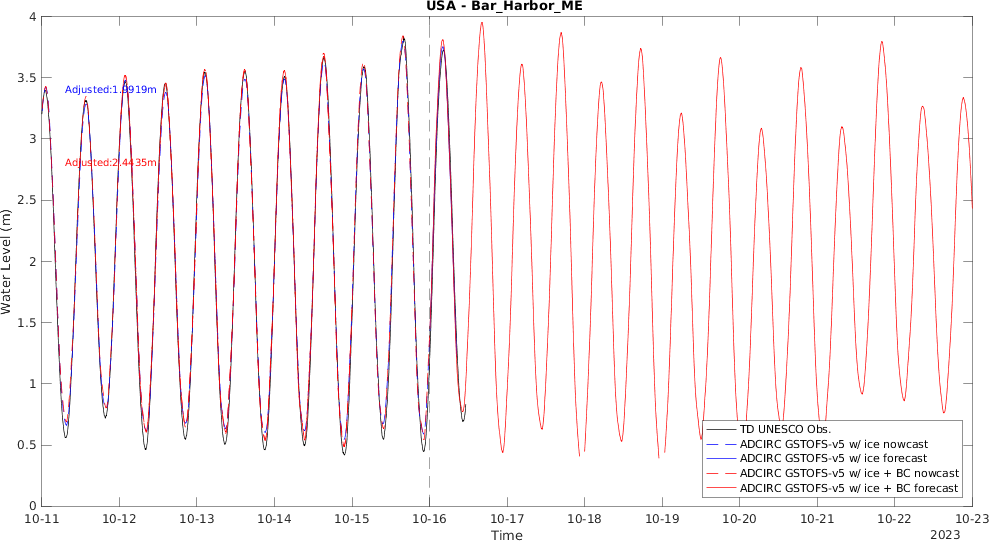 USA - Bar_Harbor_ME
4
3.5
3
2.5
2
1.5
1
0.5
0
Water Level (m)
Adjusted:1.9919m
Adjusted:2.4435m
TD UNESCO Obs.
ADCIRC GSTOFS-v5 w/ ice nowcast
ADCIRC GSTOFS-v5 w/ ice forecast
ADCIRC GSTOFS-v5 w/ ice + BC nowcast
ADCIRC GSTOFS-v5 w/ ice + BC forecast
10-11 10-12 10-13 10-14 10-15 10-16 10-17 10-18 10-19 10-20 10-21 10-22 10-23
Time
2023